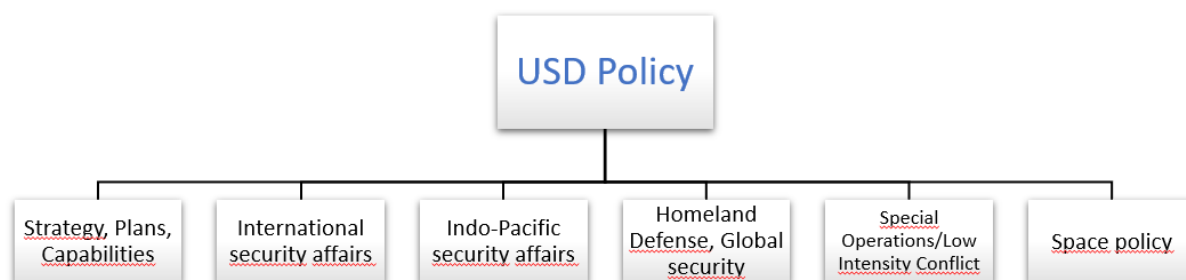 USD Policy
Strategy, Plans,
Capabilities
International
security affairs
Indo-Pacific
security affairs
Homeland
Defense, Global
security
Special
Operations/Low
Intensity Conflict
Space policy